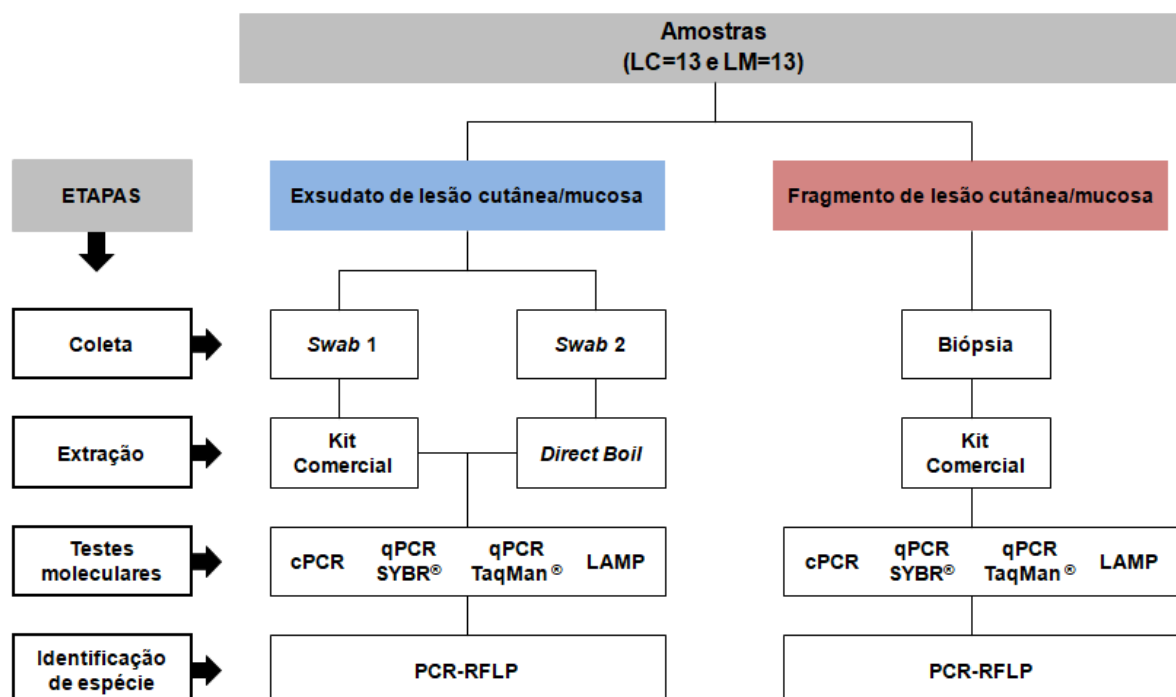 Amostras
(LC=13 e LM=13)
ETAPAS
Exsudato de lesão cutânea/mucosa
Fragmento de lesão cutânea/mucosa
Coleta
Swab 1
Swab 2
Biópsia
Extração
Kit
Comercial
Direct Boil
Kit
Comercial
Testes
moleculares
cPCR
qPCR
SYBR®
qPCR
TaqMan®
LAMP
cPCR
qPCR
SYBR®
qPCR
TaqMan®
LAMP
Identificação
de espécie
PCR-RFLP
PCR-RFLP